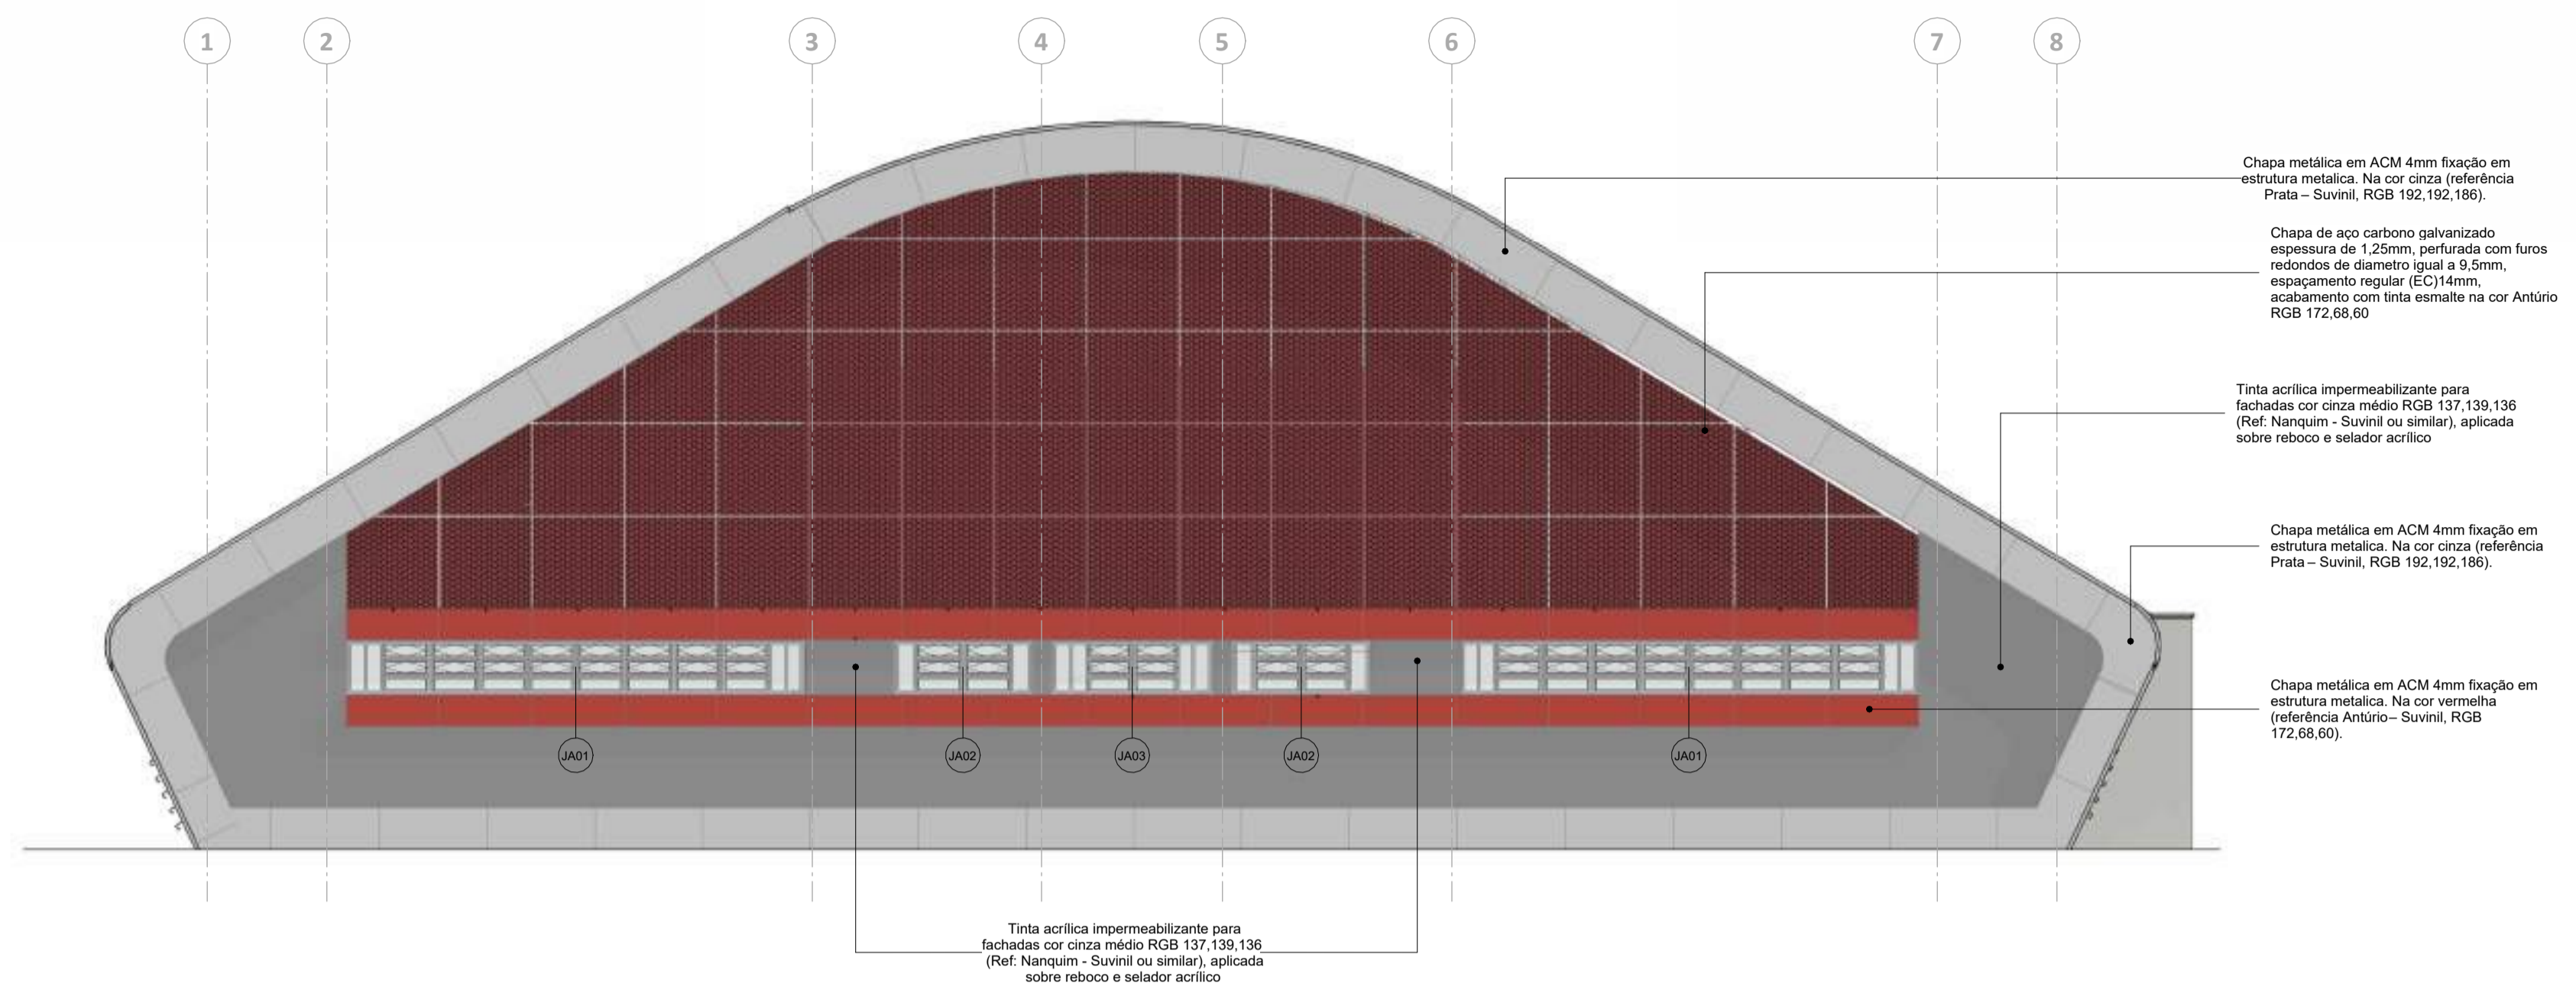 1
2
3
4
5
6
7
8
Chapa metálica em ACM 4mm fixação em
estrutura metalica. Na cor cinza (referência
Prata – Suvinil, RGB 192,192,186).
Chapa de aço carbono galvanizado
espessura de 1,25mm, perfurada com furos
redondos de diametro igual a 9,5mm,
espaçamento regular (EC)14mm,
acabamento com tinta esmalte na cor Antúrio
RGB 172,68,60
Tinta acrílica impermeabilizante para
fachadas cor cinza médio RGB 137,139,136
(Ref: Nanquim - Suvinil ou similar), aplicada
sobre reboco e selador acrílico
Chapa metálica em ACM 4mm fixação em
estrutura metalica. Na cor cinza (referência
Prata – Suvinil, RGB 192,192,186).
Chapa metálica em ACM 4mm fixação em
estrutura metalica. Na cor vermelha
(referência Antúrio– Suvinil, RGB
172,68,60).
JA01
JA02
JA03
JA02
JA01
Tinta acrílica impermeabilizante para
fachadas cor cinza médio RGB 137,139,136
(Ref: Nanquim - Suvinil ou similar), aplicada
sobre reboco e selador acrílico